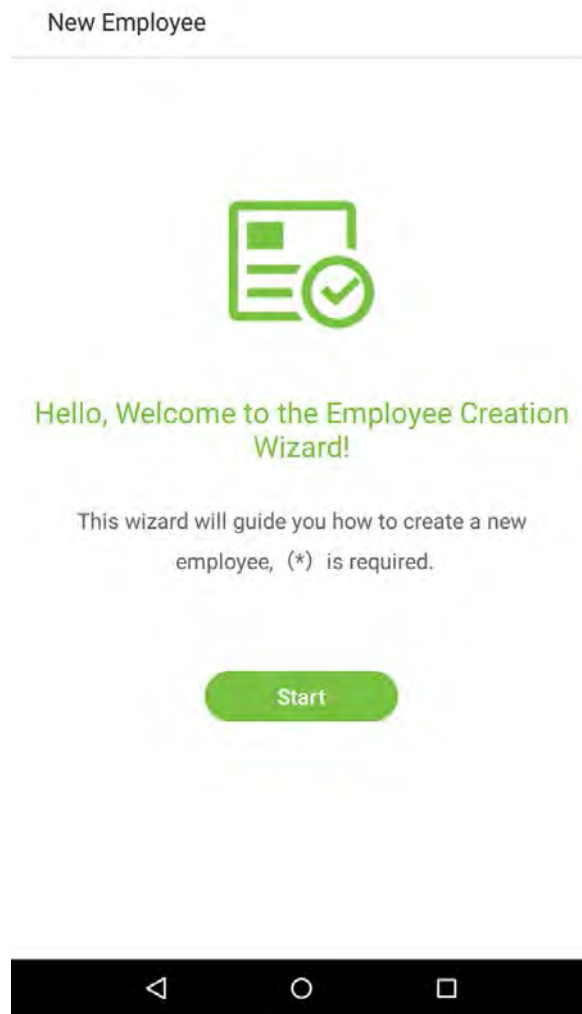 New Employee
Hello, Welcome to the Employee Creation
Wizard!
This wizard will guide you how to create a new
employee,（*）is required.
Start